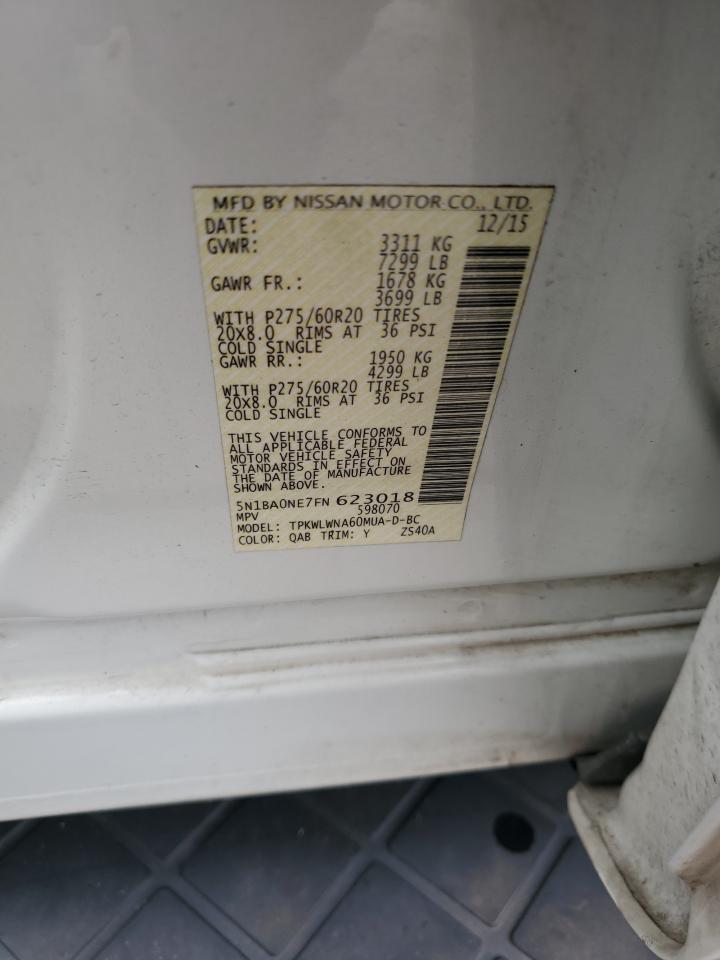 MFD BY NISSAN MOTOR CO., LTD.
DATE: 12/15
GVWR: 3311 KG
7299 LB
GAWR FR.: 1678 KG
3699 LB
WITH P275/60R20 TIRES
20X8.0 RIMS AT 36 PSI
COLD SINGLE
GAWR RR.: 1950 KG
4299 LB
WITH P275/60R20 TIRES
20X8.0 RIMS AT 36 PSI
COLD SINGLE
THIS VEHICLE CONFORMS TO
ALL APPLICABLE FEDERAL
MOTOR VEHICLE SAFETY
STANDARDS IN EFFECT ON
THE DATE OF MANUFACTURE
SHOWN ABOVE.
5N1BA0NE7FN 623018
MPV 598070
MODEL: TPKWLWNA60MUA-D-BC
COLOR: QAB TRIM: Y ZS40A